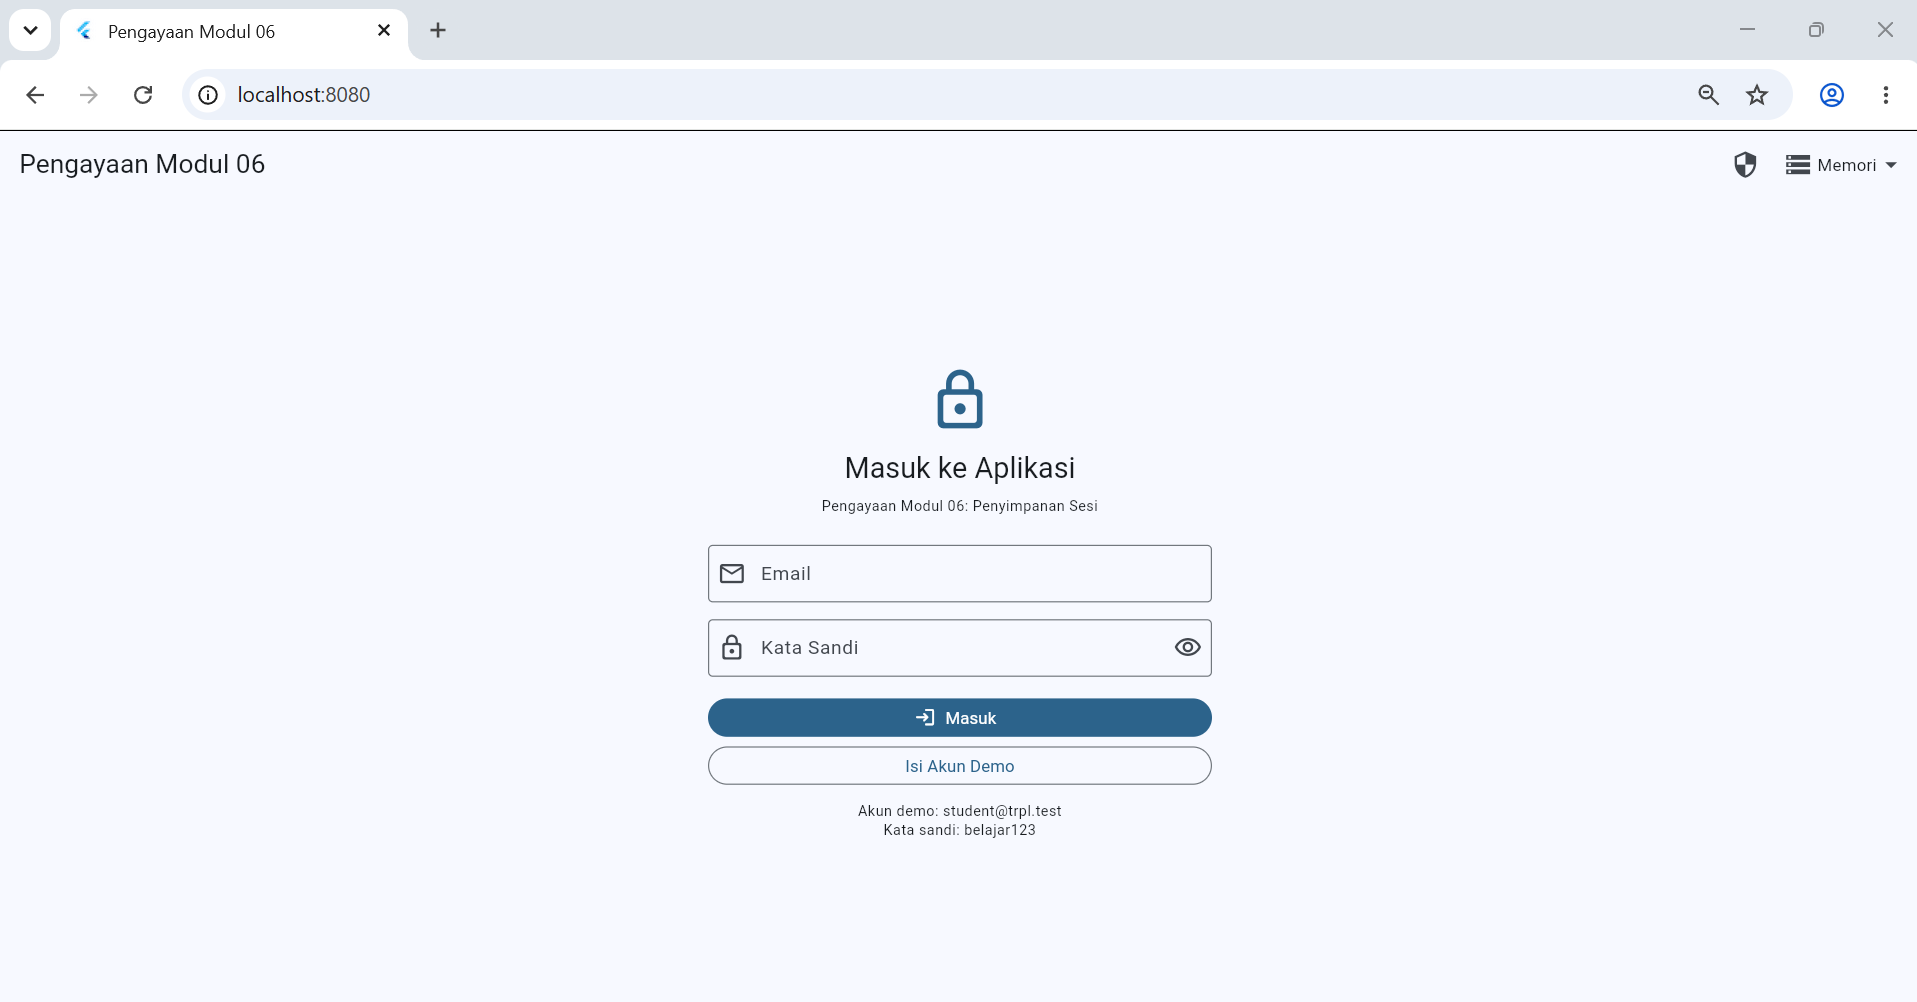 Pengayaan Modul 06
localhost:8080
Pengayaan Modul 06
Memori
Masuk ke Aplikasi
Pengayaan Modul 06: Penyimpanan Sesi
Email
Kata Sandi
Masuk
Isi Akun Demo
Akun demo: student@trpl.test
Kata sandi: belajar123